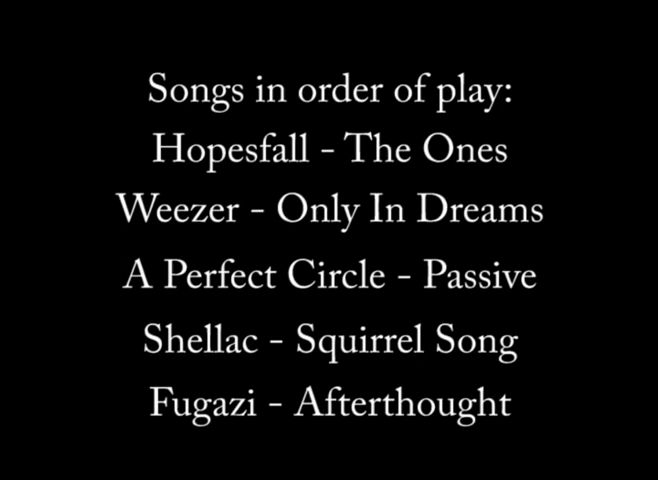 Songs in order of play:
Hopesfall - The Ones
Weezer - Only In Dreams
A Perfect Circle - Passive
Shellac - Squirrel Song
Fugazi - Afterthought